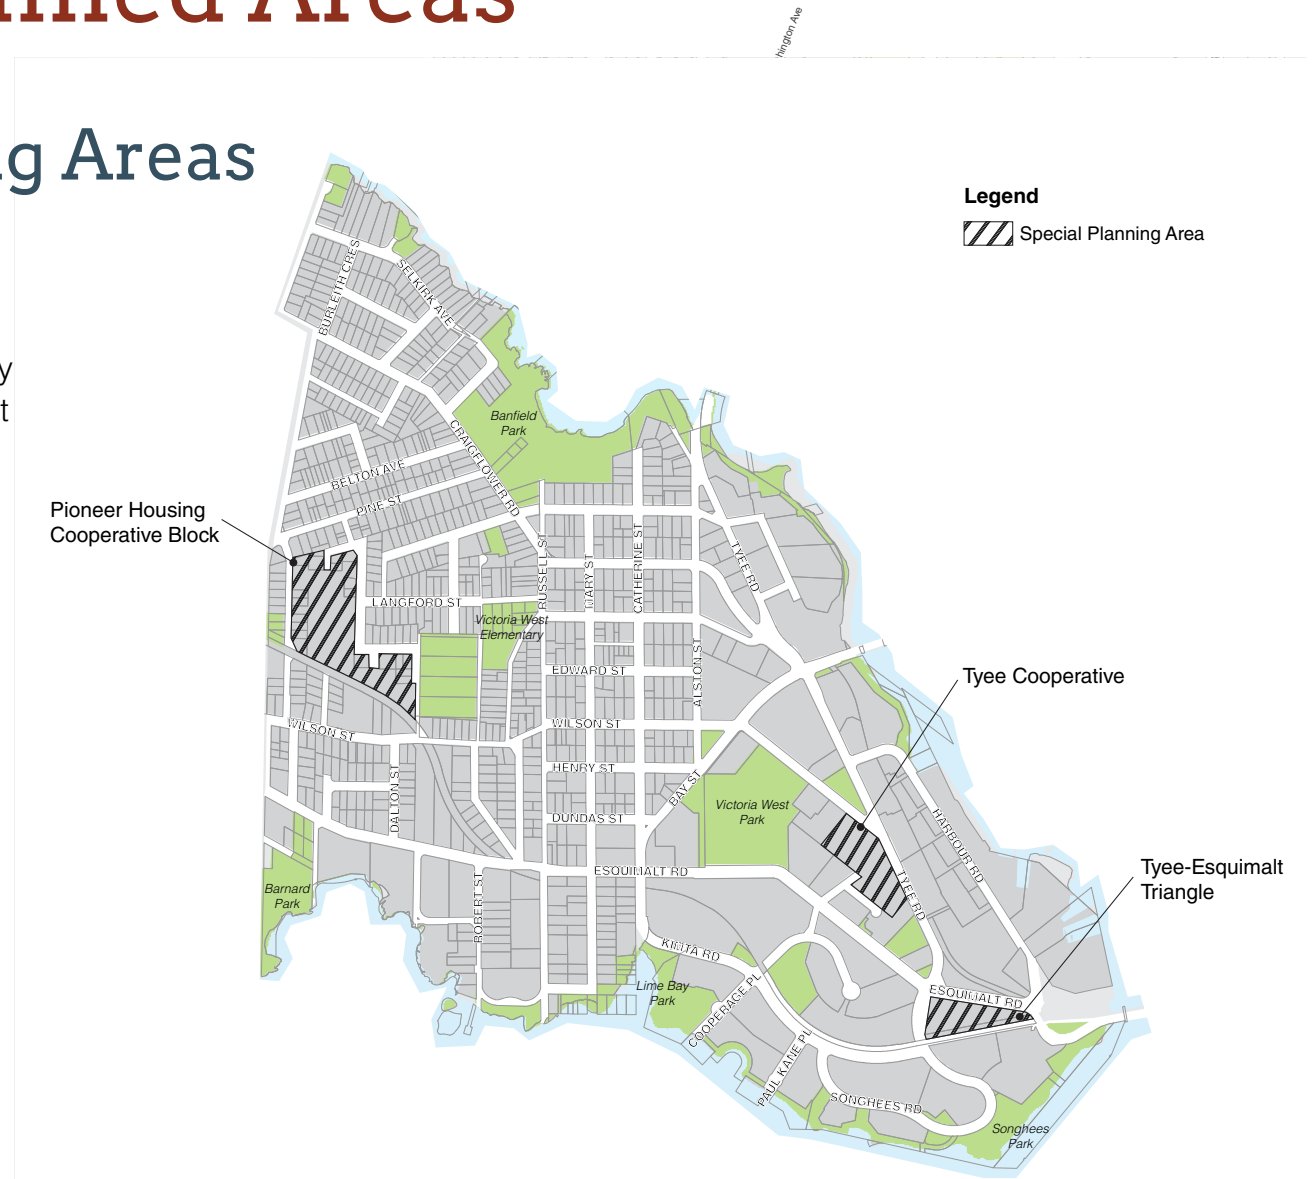 Areas
hington Ave
g Areas
y
t
Legend
Special Planning Area
BURLEITH CRES
SELKIRK AVE
Banfield
Park
CRAIGFLOWER RD
BELTON AVE
PINE ST
Pioneer Housing
Cooperative Block
RUSSELL ST
MARY ST
CATHERINE ST
TYEE RD
LANGFORD ST
Victoria West
Elementary
EDWARD ST
ALSTON ST
Tyee Cooperative
WILSON ST
WILSON ST
HENRY ST
DALTON ST
BAY ST
Victoria West
Park
DUNDAS ST
HARBOUR RD
ESQUIMALT RD
Tyee-Esquimalt
Triangle
Barnard
Park
ROBERT ST
TYEE RD
KIMTA RD
Lime Bay
Park
COOPERAGE PL
ESQUIMALT RD
PAUL KANE PL
SONGHEES RD
Songhees
Park